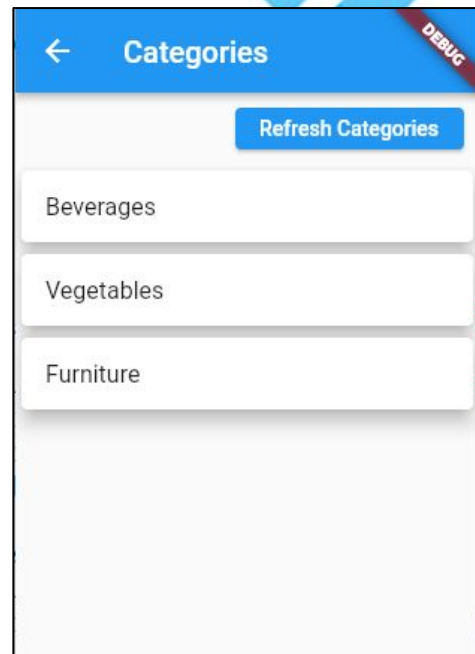 Categories
DEBUG
Refresh Categories
Beverages
Vegetables
Furniture